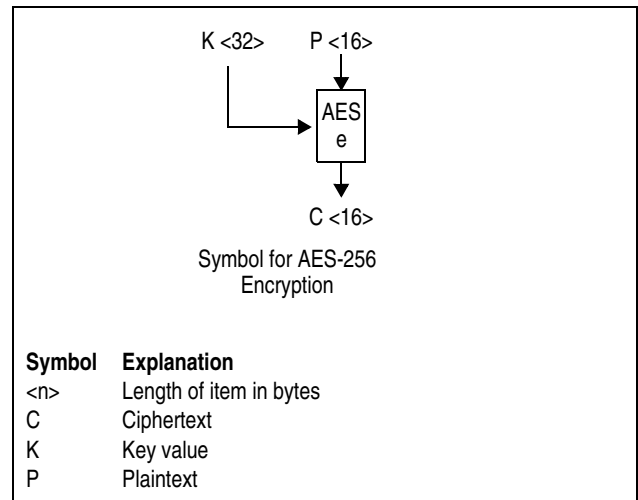 K <32> P <16>
AES
e
C <16>
Symbol for AES-256
Encryption
Symbol Explanation
<n> Length of item in bytes
C Ciphertext
K Key value
P Plaintext